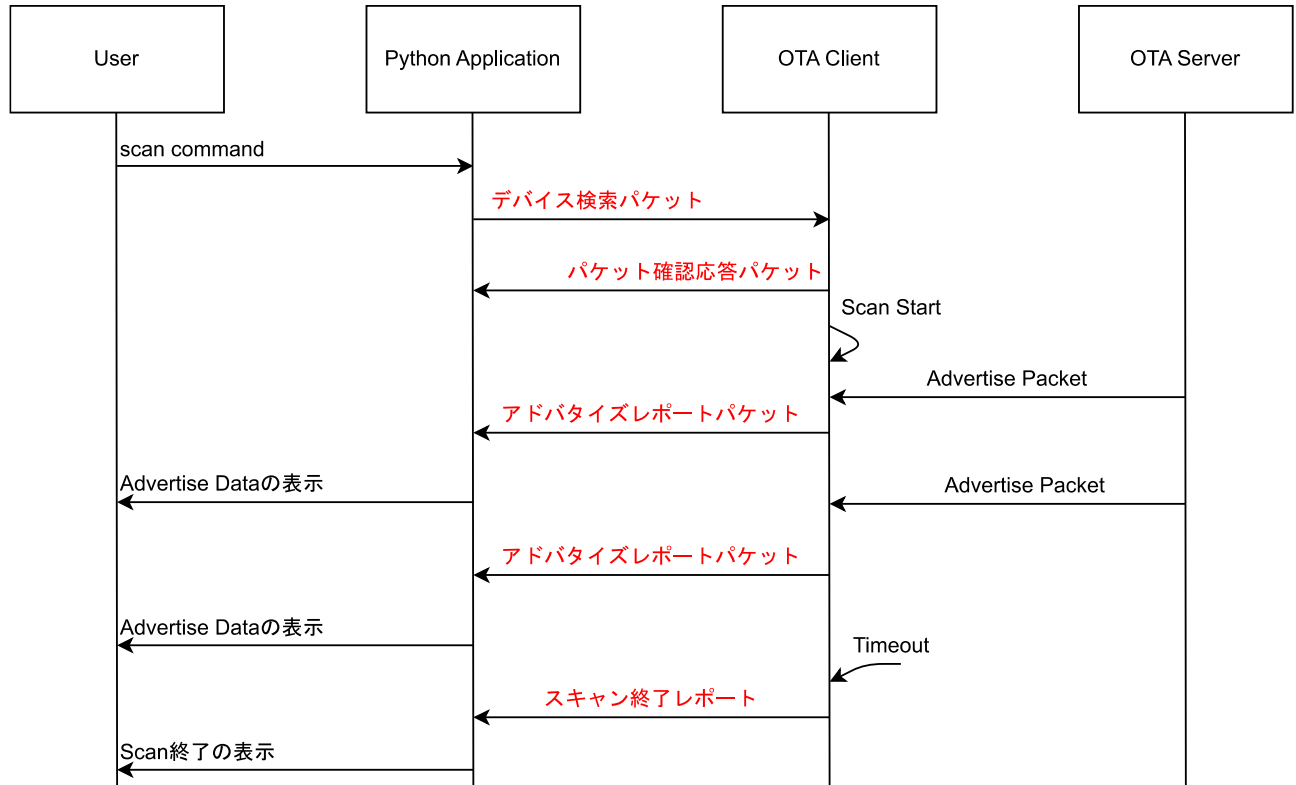 User
Python Application
OTA Client
OTA Server
scan command
デバイス検索パケット
パケット確認応答パケット
Scan Start
Advertise Packet
アドバタイズレポートパケット
Advertise Dataの表示
Advertise Packet
アドバタイズレポートパケット
Advertise Dataの表示
Timeout
スキャン終了レポート
Scan終了の表示